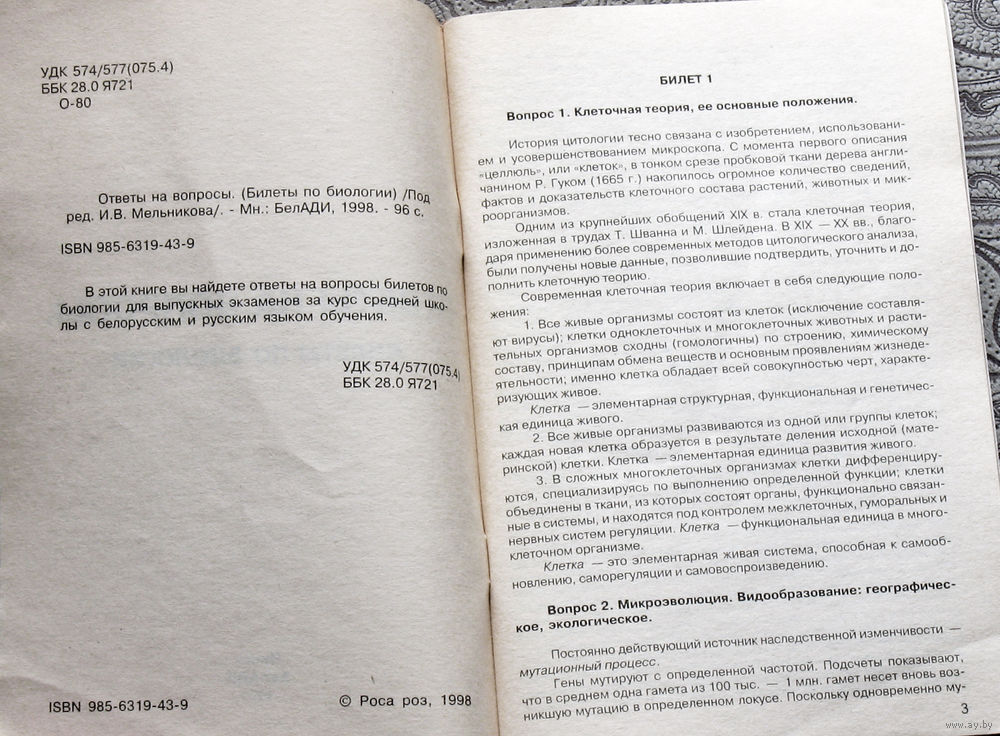 УДК 574/577(075.4)
ББК 28.0 Я721
О-80
Ответы на вопросы. (Билеты по биологии) /Под
ред. И.В. Мельникова/. - Мн.: БелАДИ, 1998. - 96 с.
ISBN 985-6319-43-9
В этой книге вы найдете ответы на вопросы билетов по
биологии для выпускных экзаменов за курс средней шко-
лы с белорусским и русским языком обучения.
УДК 574/577(075.4)
ББК 28.0 Я721
ISBN 985-6319-43-9
© Роса роз, 1998
БИЛЕТ 1
Вопрос 1. Клеточная теория, ее основные положения.
История цитологии тесно связана с изобретением, использовани-
ем и усовершенствованием микроскопа. С момента первого описания
«целлюль», или «клеток», в тонком срезе пробковой ткани дерева англи-
чанином Р. Гуком (1665 г.) накопилось огромное количество сведений,
фактов и доказательств клеточного состава растений, животных и мик-
роорганизмов.
Одним из крупнейших обобщений XIX в. стала клеточная теория,
изложенная в трудах Т. Шванна и М. Шлейдена. В XIX — XX вв., благо-
даря применению более современных методов цитологического анализа,
были получены новые данные, позволившие подтвердить, уточнить и до-
полнить клеточную теорию.
Современная клеточная теория включает в себя следующие поло-
жения:
1. Все живые организмы состоят из клеток (исключение составля-
ют вирусы); клетки одноклеточных и многоклеточных животных и расти-
тельных организмов сходны (гомологичны) по строению, химическому
составу, принципам обмена веществ и основным проявлениям жизнеде-
ятельности; именно клетка обладает всей совокупностью черт, характе-
ризующих живое.
Клетка — элементарная структурная, функциональная и генетичес-
кая единица живого.
2. Все живые организмы развиваются из одной или группы клеток;
каждая новая клетка образуется в результате деления исходной (мате-
ринской) клетки. Клетка — элементарная единица развития живого.
3. В сложных многоклеточных организмах клетки дифференциру-
ются, специализируясь по выполнению определенной функции; клетки
объединены в ткани, из которых состоят органы, функционально связан-
ные в системы, и находятся под контролем межклеточных, гуморальных и
нервных систем регуляции. Клетка — функциональная единица в много-
клеточном организме.
Клетка — это элементарная живая система, способная к самооб-
новлению, саморегуляции и самовоспроизведению.
Вопрос 2. Микроэволюция. Видообразование: географичес-
кое, экологическое.
Постоянно действующий источник наследственной изменчивости —
мутационный процесс.
Гены мутируют с определенной частотой. Подсчеты показывают,
что в среднем одна гамета из 100 тыс. — 1 млн. гамет несет вновь воз-
никшую мутацию в определенном локусе. Поскольку одновременно му-
3
www.ay.by